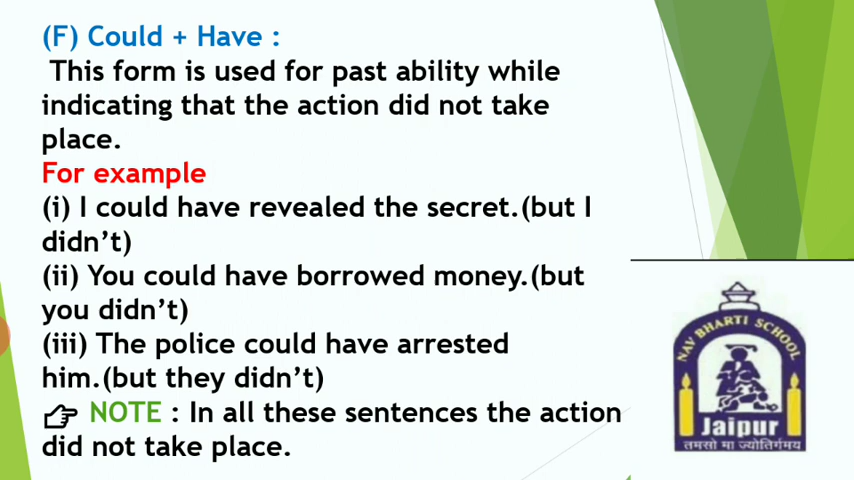 (F) Could + Have :
This form is used for past ability while
indicating that the action did not take
place.
For example
(i) I could have revealed the secret.(but I
didn't)
(ii) You could have borrowed money.(but
you didn't)
(iii) The police could have arrested
him.(but they didn't)
NOTE : In all these sentences the action
did not take place.
NAV BHARTI SCHOOL
Jaipur
तमसो मा ज्योतिर्गमय